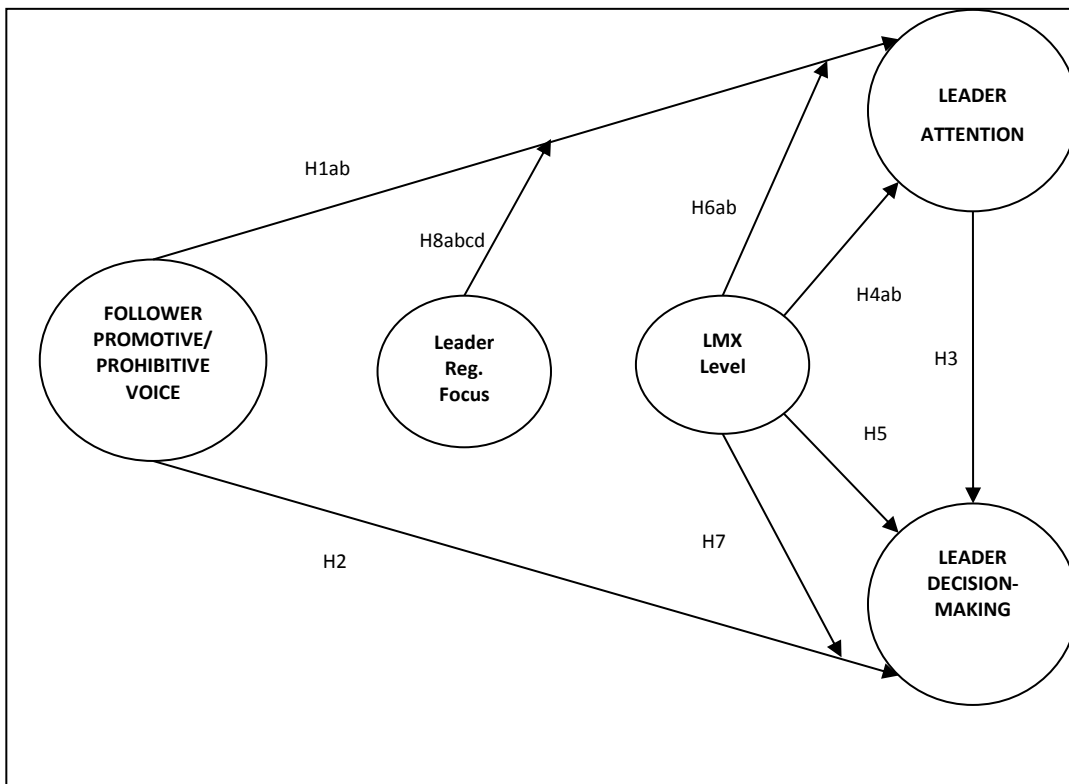 LEADER
ATTENTION
H1ab
H6ab
H8abcd
H4ab
FOLLOWER
PROMOTIVE/
PROHIBITIVE
VOICE
Leader
Reg.
Focus
LMX
Level
H3
H5
H7
H2
LEADER
DECISION-
MAKING